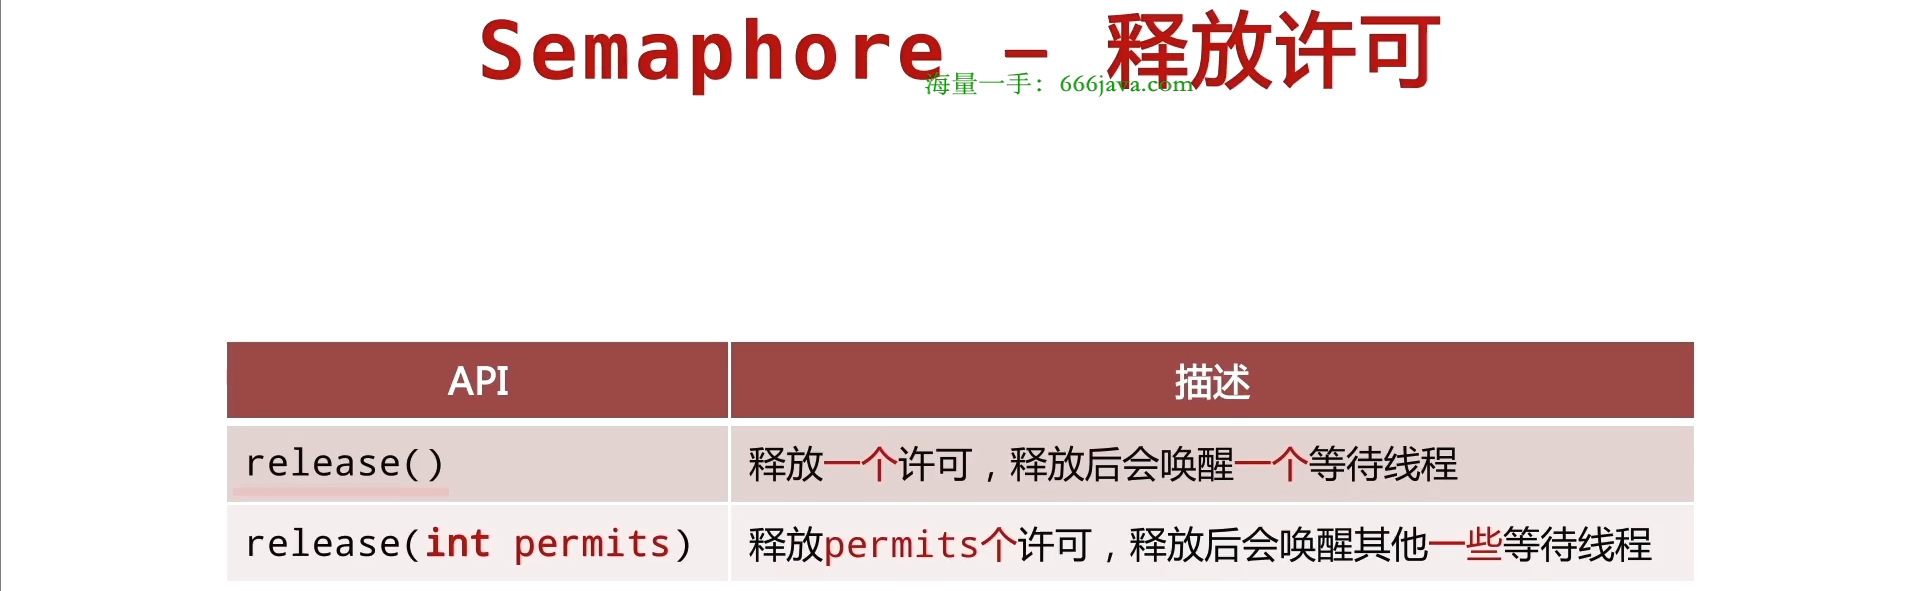 Semaphore – 释放许可
海量一手：666java.com
API 描述
release() 释放一个许可，释放后会唤醒一个等待线程
release(int permits) 释放permits个许可，释放后会唤醒其他一些等待线程